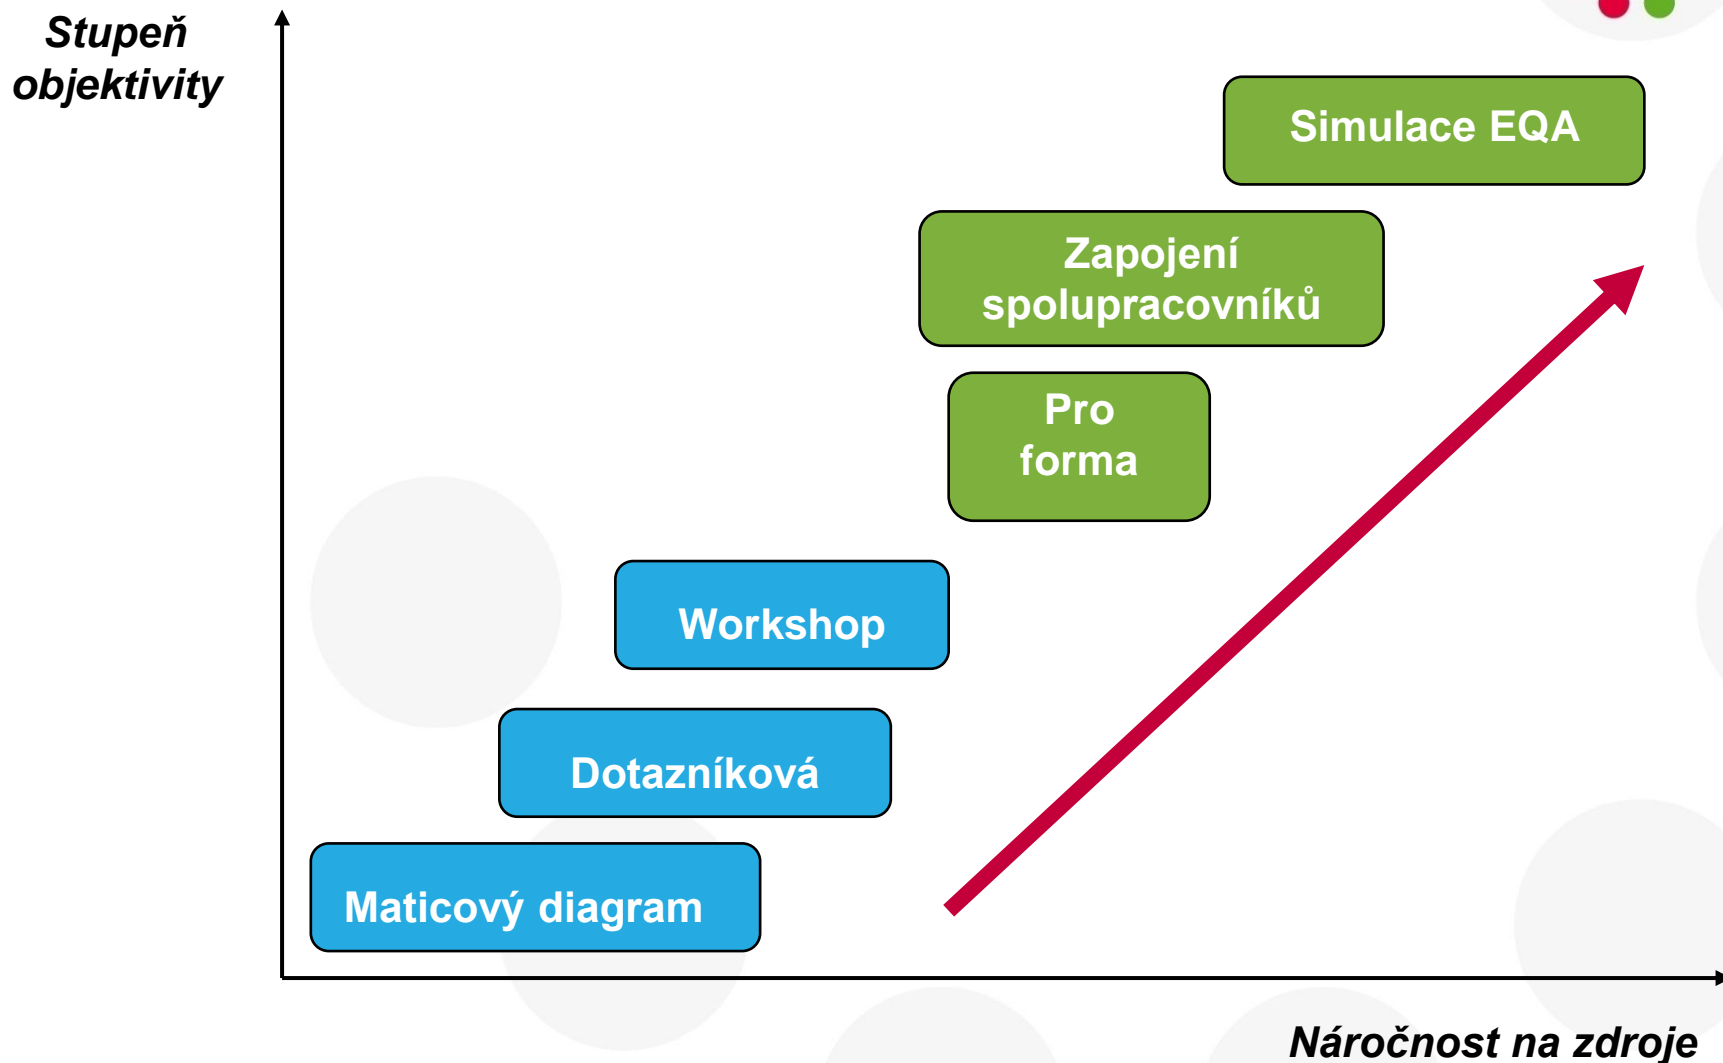 Stupeň
objektivity
Simulace EQA
Zapojení
spolupracovníků
Pro
forma
Workshop
Dotazníková
Maticový diagram
Náročnost na zdroje